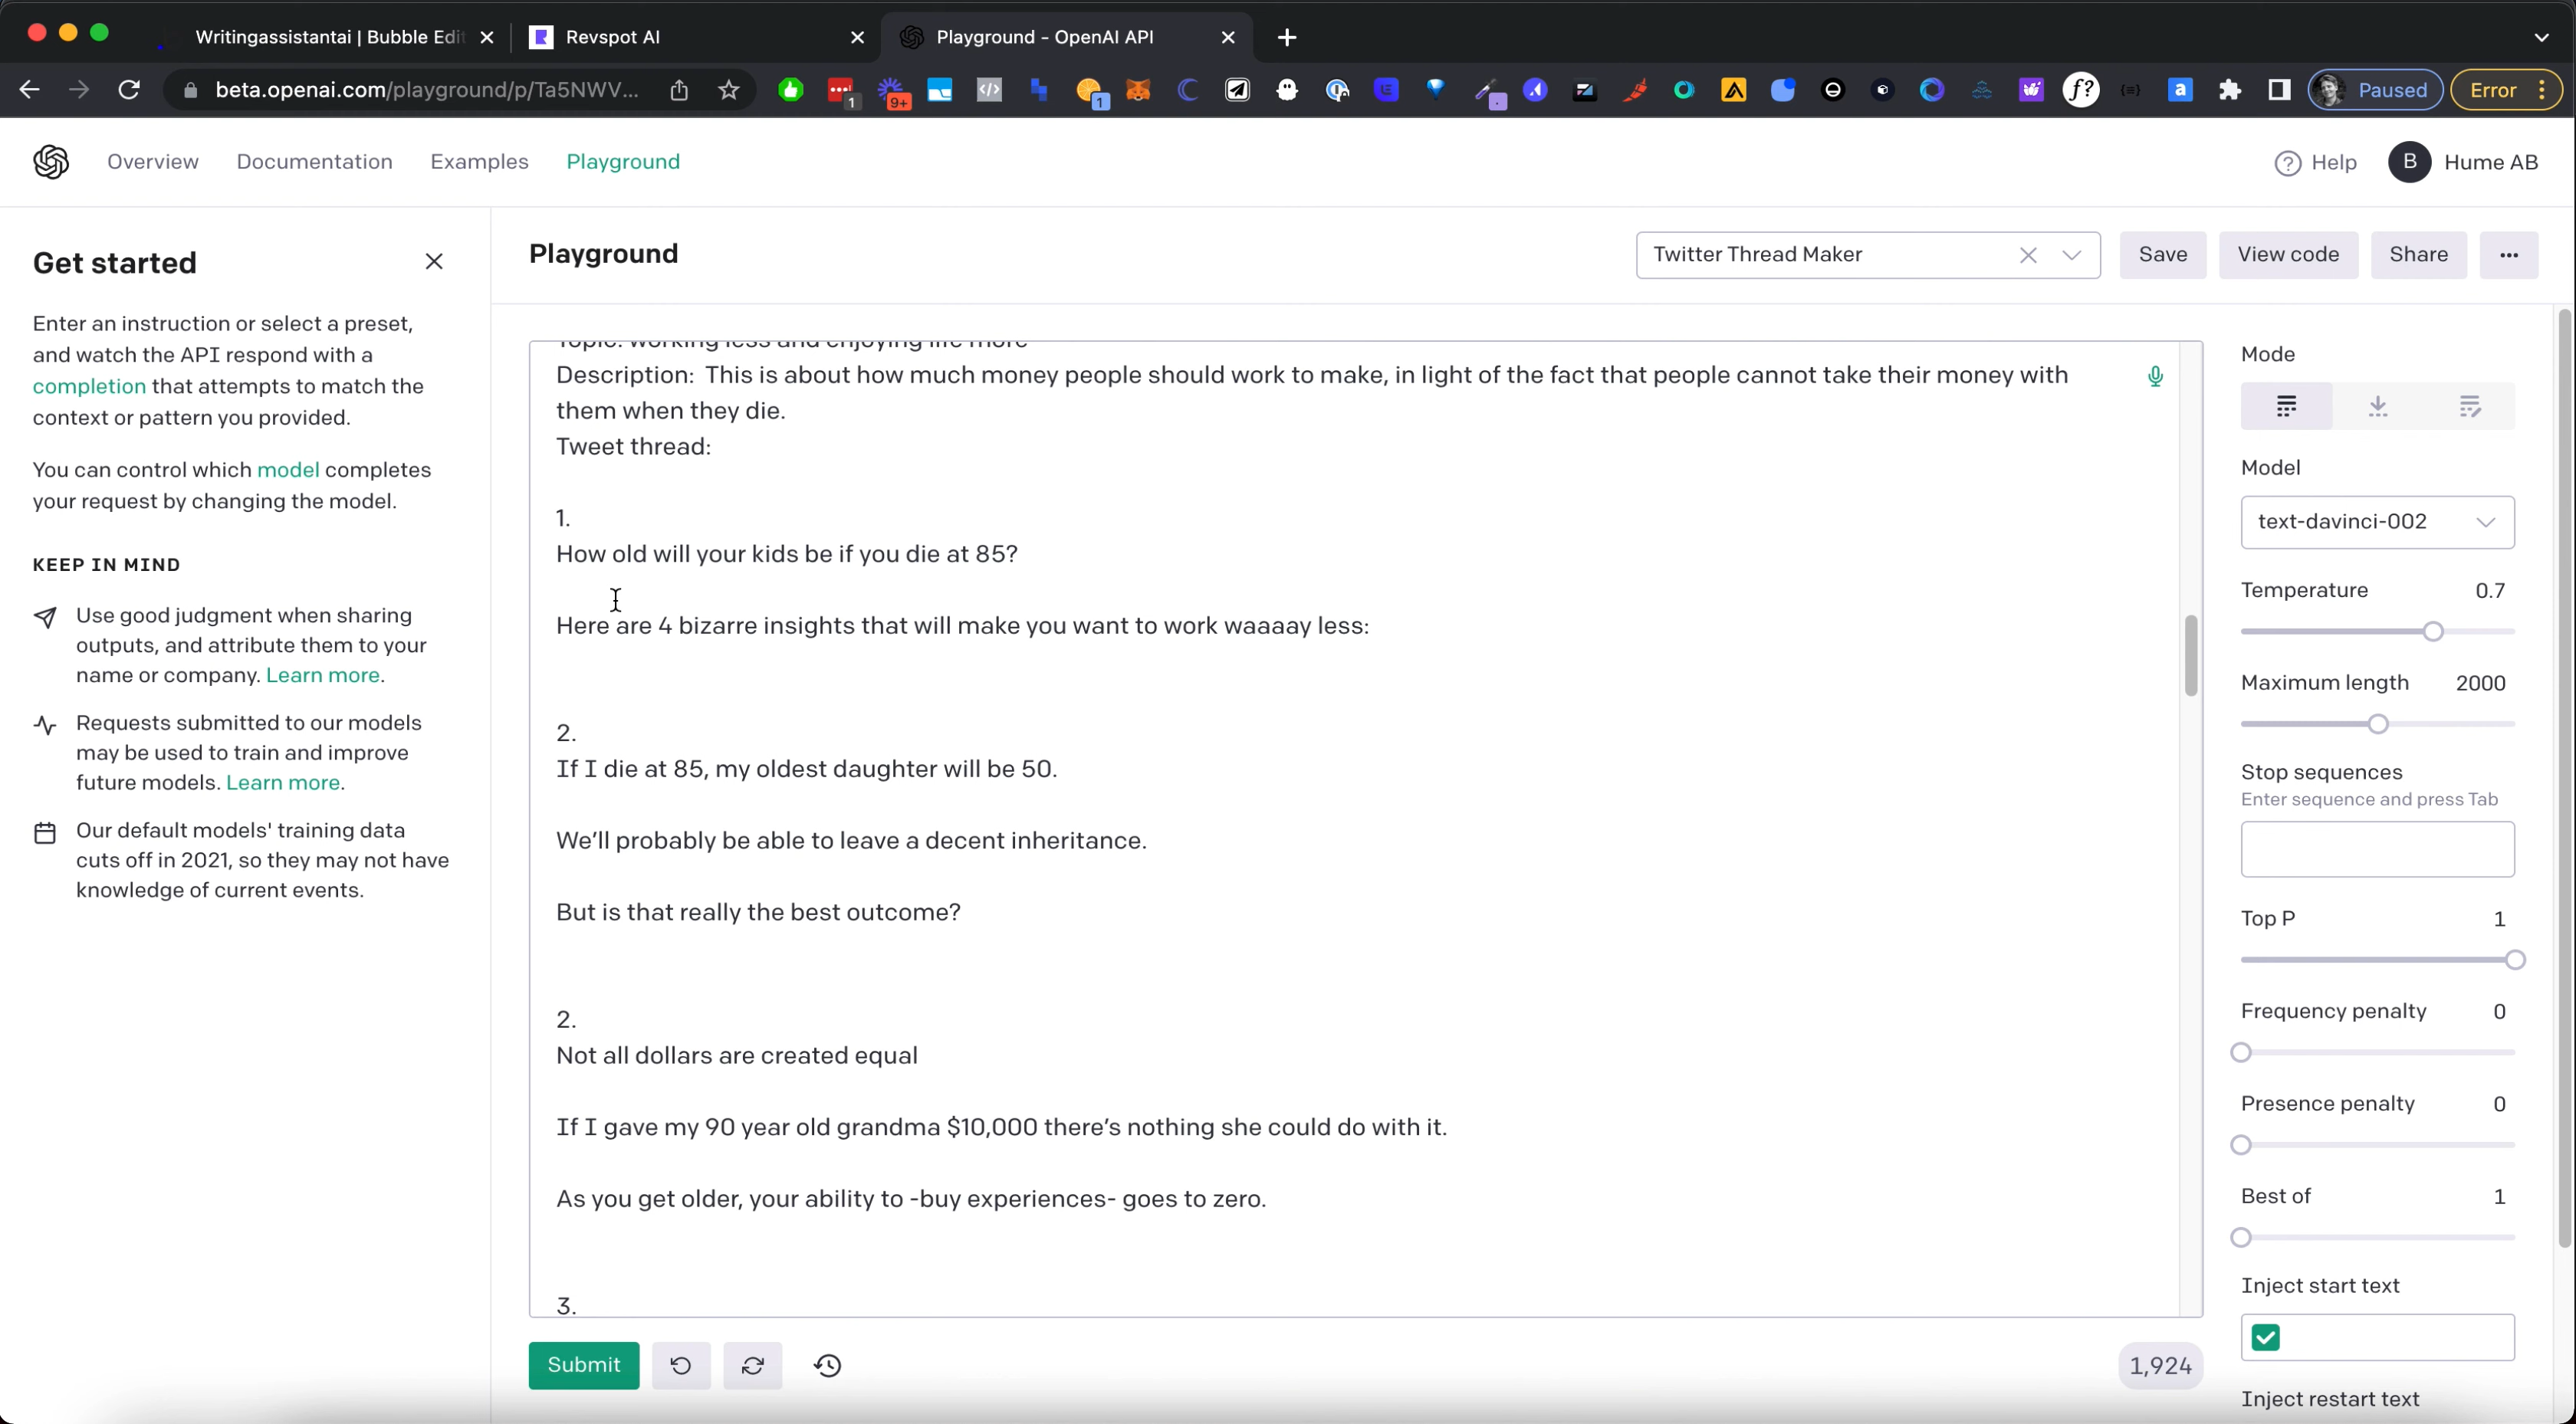 Writingassistantai | Bubble Edit
Revspot AI
Playground - OpenAI API
beta.openai.com/playground/p/Ta5NWV...
1
9+
1
Paused
Error
Overview
Documentation
Examples
Playground
Help
B
Hume AB
Get started
Enter an instruction or select a preset,
and watch the API respond with a
completion that attempts to match the
context or pattern you provided.
You can control which model completes
your request by changing the model.
KEEP IN MIND
Use good judgment when sharing
outputs, and attribute them to your
name or company. Learn more.
Requests submitted to our models
may be used to train and improve
future models. Learn more.
Our default models' training data
cuts off in 2021, so they may not have
knowledge of current events.
Playground
Twitter Thread Maker
Save
View code
Share
Topic: working less and enjoying life more
Description:  This is about how much money people should work to make, in light of the fact that people cannot take their money with
them when they die.
Tweet thread:
1.
How old will your kids be if you die at 85?
Here are 4 bizarre insights that will make you want to work waaaay less:
2.
If I die at 85, my oldest daughter will be 50.
We’ll probably be able to leave a decent inheritance.
But is that really the best outcome?
2.
Not all dollars are created equal
If I gave my 90 year old grandma $10,000 there’s nothing she could do with it.
As you get older, your ability to -buy experiences- goes to zero.
3.
Submit
1,924
Mode
Model
text-davinci-002
Temperature 0.7
Maximum length 2000
Stop sequences
Enter sequence and press Tab
Top P 1
Frequency penalty 0
Presence penalty 0
Best of 1
Inject start text
Inject restart text